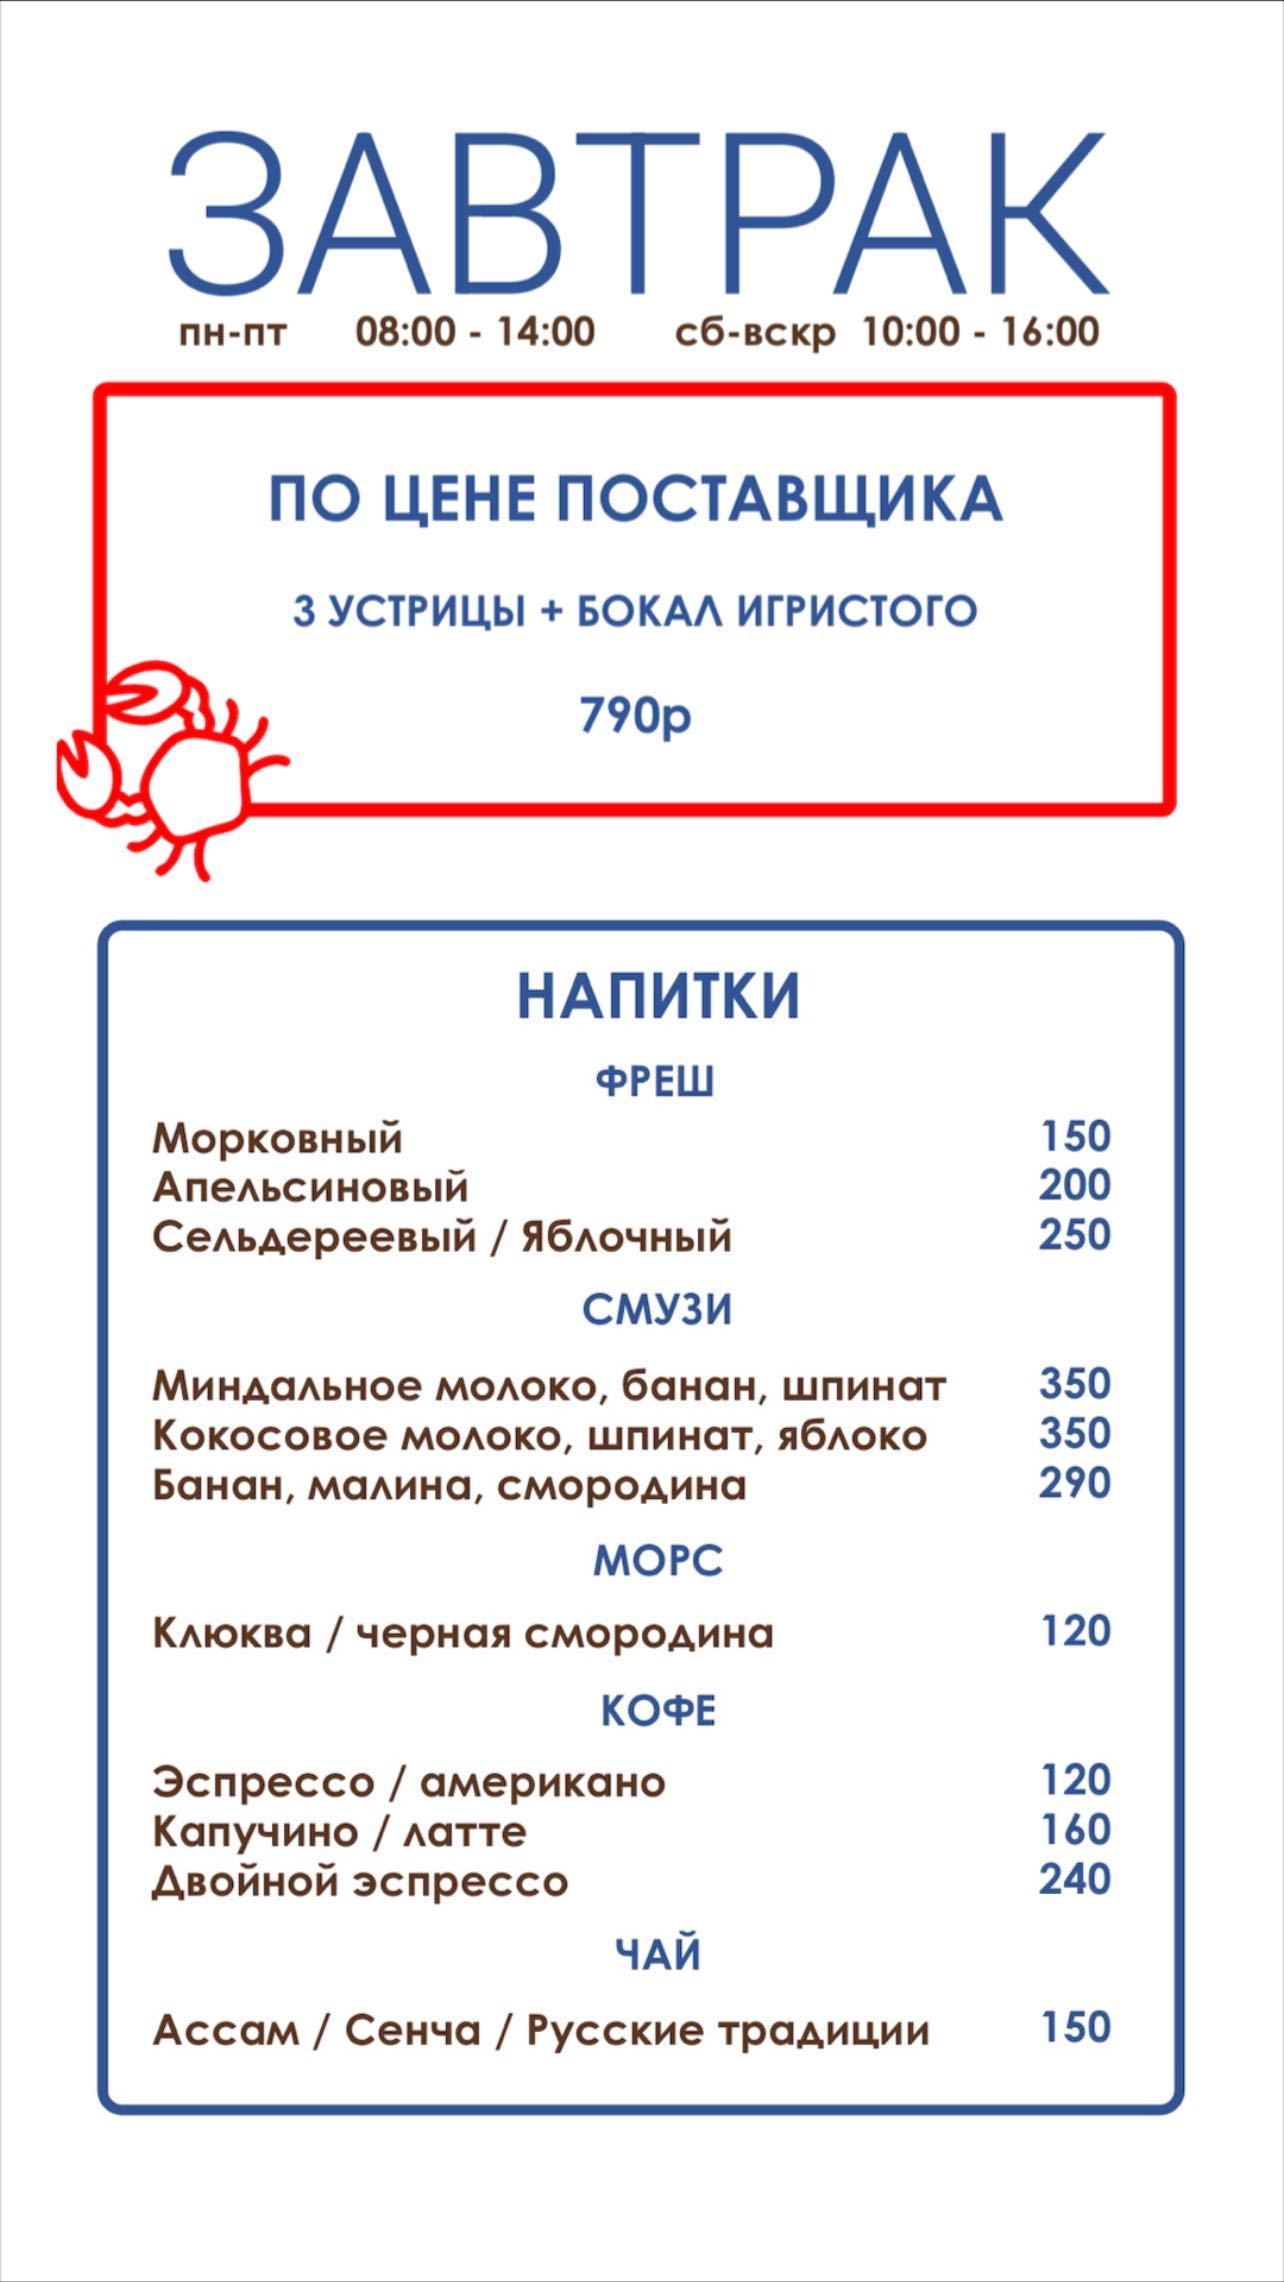 ЗАВТРАК
пн-пт 08:00 - 14:00 сб-вскр 10:00 - 16:00
ПО ЦЕНЕ ПОСТАВЩИКА
3 УСТРИЦЫ + БОКАЛ ИГРИСТОГО
790р
НАПИТКИ
ФРЕШ
Морковный 150
Апельсиновый 200
Сельдереевый / Яблочный 250
СМУЗИ
Миндальное молоко, банан, шпинат 350
Кокосовое молоко, шпинат, яблоко 350
Банан, малина, смородина 290
МОРС
Клюква / черная смородина 120
КОФЕ
Эспрессо / американо 120
Капучино / латте 160
Двойной эспрессо 240
ЧАЙ
Ассам / Сенча / Русские традиции 150